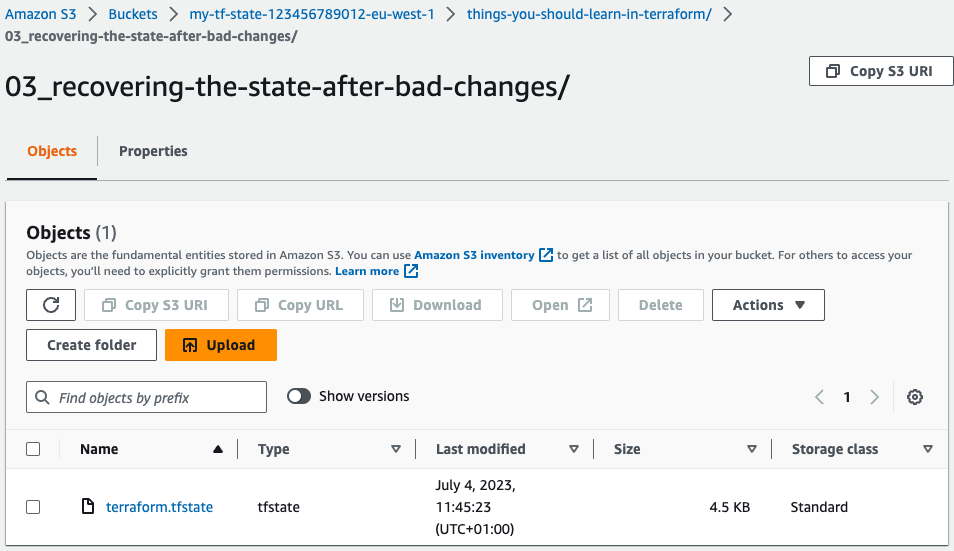 Amazon S3 > Buckets > my-tf-state-123456789012-eu-west-1 > things-you-should-learn-in-terraform/ >
03_recovering-the-state-after-bad-changes/
03_recovering-the-state-after-bad-changes/
Copy S3 URI
Objects Properties
Objects (1)
Objects are the fundamental entities stored in Amazon S3. You can use Amazon S3 inventory to get a list of all objects in your bucket. For others to access your
objects, you'll need to explicitly grant them permissions. Learn more
Copy S3 URI Copy URL Download Open Delete Actions
Create folder Upload
Find objects by prefix Show versions 1
Name Type Last modified Size Storage class
terraform.tfstate tfstate July 4, 2023, 4.5 KB Standard
11:45:23
(UTC+01:00)